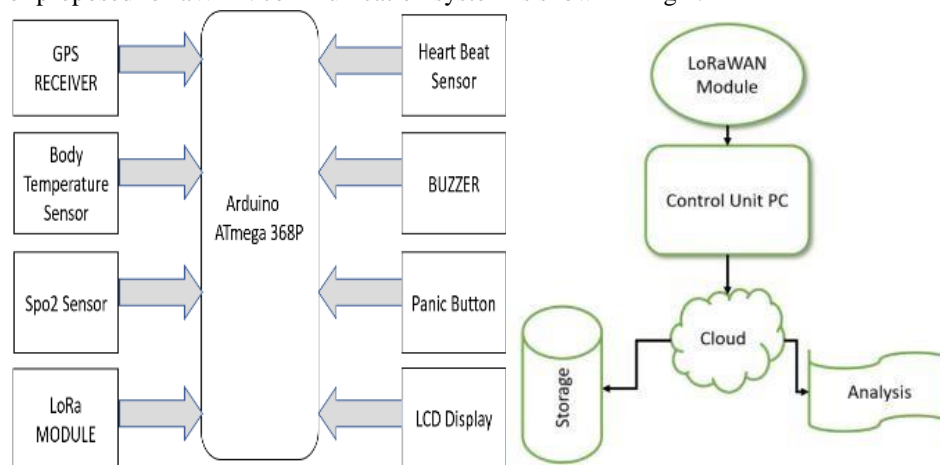 GPS
RECEIVER
Body
Temperature
Sensor
Spo2 Sensor
LoRa
MODULE
Arduino
ATmega 368P
Heart Beat
Sensor
BUZZER
Panic Button
LCD Display
LoRaWAN
Module
Control Unit PC
Cloud
Storage
Analysis